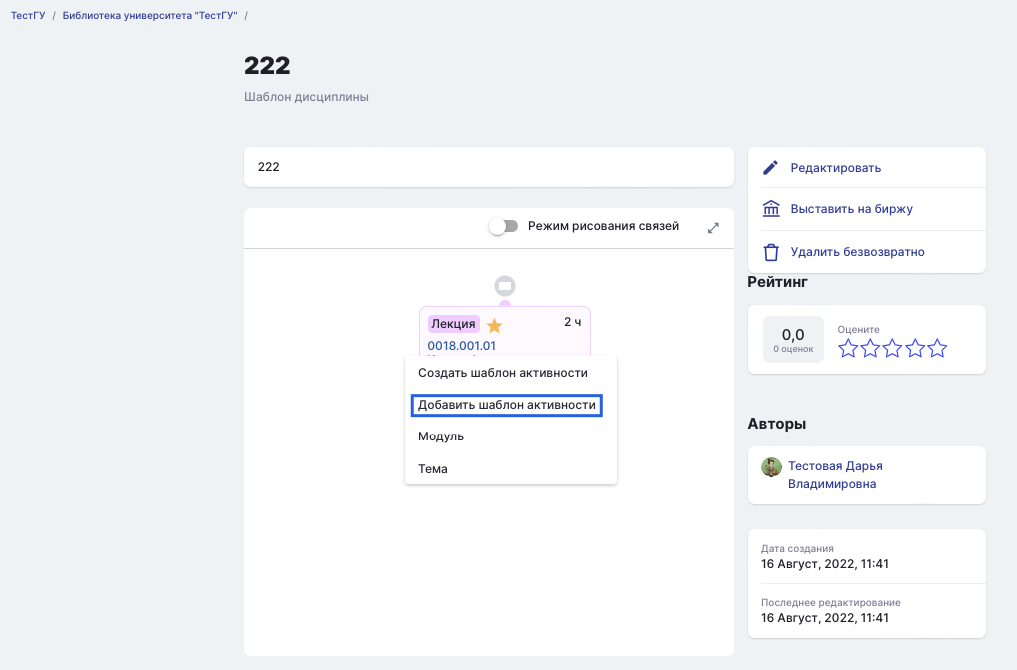 ТестГУ / Библиотека университета "ТестГУ" /
222
Шаблон дисциплины
222
Режим рисования связей
Лекция 2 ч
0018.001.01
Создать шаблон активности
Добавить шаблон активности
Модуль
Тема
Редактировать
Выставить на биржу
Удалить безвозвратно
Рейтинг
0,0
0 оценок
Оцените
Авторы
Тестовая Дарья
Владимировна
Дата создания
16 Август, 2022, 11:41
Последнее редактирование
16 Август, 2022, 11:41